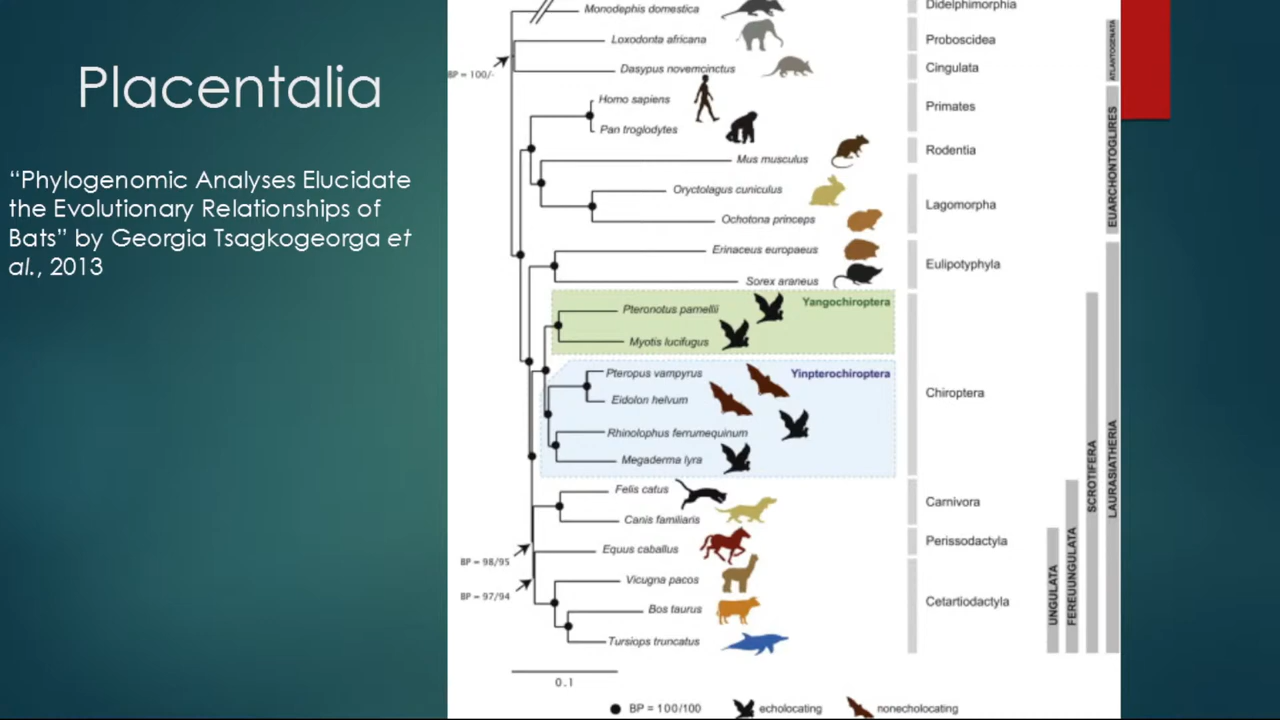 Placentalia
“Phylogenomic Analyses Elucidate
the Evolutionary Relationships of
Bats” by Georgia Tsagkogeorga et
al., 2013
Monodephis domestica
Didelphimorphia
Loxodonta africana
Proboscidea
BP = 100/-
Dasypus novemcinctus
Cingulata
ATLANTOGENATA
Homo sapiens
Primates
Pan troglodytes
Mus musculus
Rodentia
Oryctolagus cuniculus
Lagomorpha
Ochotona princeps
EUARCHONTOGLIRES
Erinaceus europaeus
Eulipotyphyla
Sorex araneus
Yangochiroptera
Pteronotus parnellii
Myotis lucifugus
Yinpterochiroptera
Pteropus vampyrus
Eidolon helvum
Chiroptera
Rhinolophus ferrumequinum
Megaderma lyra
Felis catus
Carnivora
Canis familiaris
Equus caballus
Perissodactyla
BP = 98/95
Vicugna pacos
BP = 97/94
Bos taurus
Cetartiodactyla
Tursiops truncatus
UNGULATA
FEREUUNGULATA
SCROTIFERA
LAURASIATHERIA
0.1
BP = 100/100
echolocating
nonecholocating